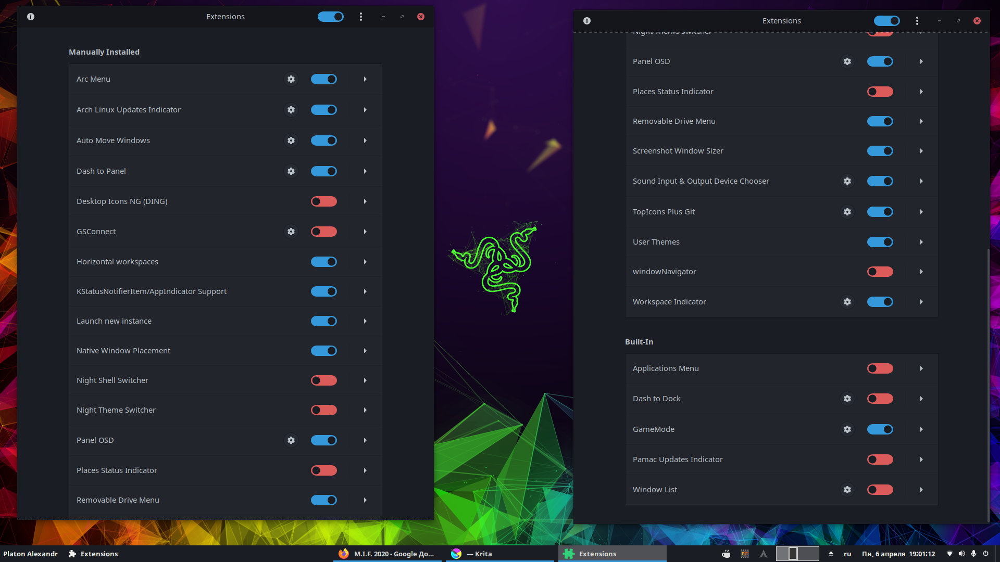 Extensions
Manually Installed
Arc Menu
Arch Linux Updates Indicator
Auto Move Windows
Dash to Panel
Desktop Icons NG (DING)
GSConnect
Horizontal workspaces
KStatusNotifierItem/AppIndicator Support
Launch new instance
Native Window Placement
Night Shell Switcher
Night Theme Switcher
Panel OSD
Places Status Indicator
Removable Drive Menu
Extensions
Night Theme Switcher
Panel OSD
Places Status Indicator
Removable Drive Menu
Screenshot Window Sizer
Sound Input & Output Device Chooser
TopIcons Plus Git
User Themes
windowNavigator
Workspace Indicator
Built-In
Applications Menu
Dash to Dock
GameMode
Pamac Updates Indicator
Window List
Platon Alexandr Extensions M.I.F. 2020 - Google До... — Krita Extensions ru Пн, 6 апреля 19:01:12